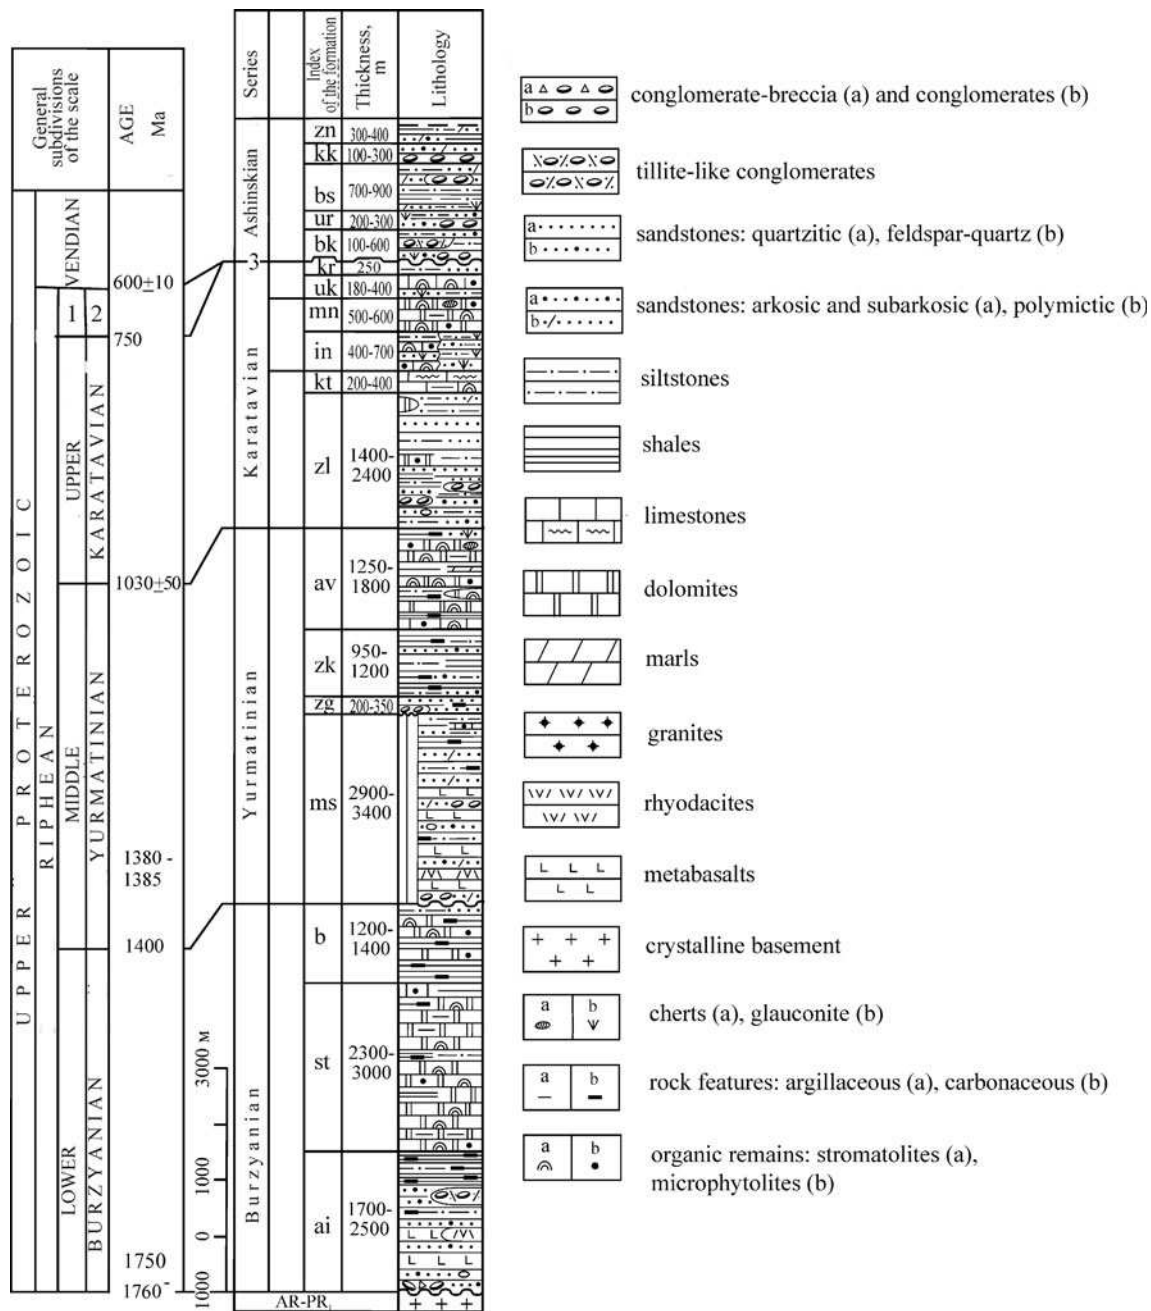 General
subdivisions
of the scale
AGE
Ma
Series
Index
of the formation
Thickness,
m
Lithology
UPPER PROTEROZOIC
RIPHEAN
VENDIAN
1 2
UPPER
KARATAVIAN
MIDDLE
YURMATINIAN
LOWER
BURZYANIAN
600±10
750
1030±50
1380 -
1385
1400
1750
1760-
3000 м
1000
0
1000
Ashinskian
3
Karatavian
Yurmatinian
Burzyanian
zn 300-400
kk 100-300
bs 700-900
ur 200-300
bk 100-600
kr 250
uk 180-400
mn 500-600
in 400-700
kt 200-400
zl 1400-
2400
av 1250-
1800
zk 950-
1200
zg 200-350
ms 2900-
3400
b 1200-
1400
st 2300-
3000
ai 1700-
2500
AR-PR1
a
b
conglomerate-breccia (a) and conglomerates (b)
tillite-like conglomerates
a
b
sandstones: quartzitic (a), feldspar-quartz (b)
a
b
sandstones: arkosic and subarkosic (a), polymictic (b)
siltstones
shales
limestones
dolomites
marls
granites
rhyodacites
metabasalts
crystalline basement
a b
cherts (a), glauconite (b)
a b
rock features: argillaceous (a), carbonaceous (b)
a b
organic remains: stromatolites (a),
microphytolites (b)